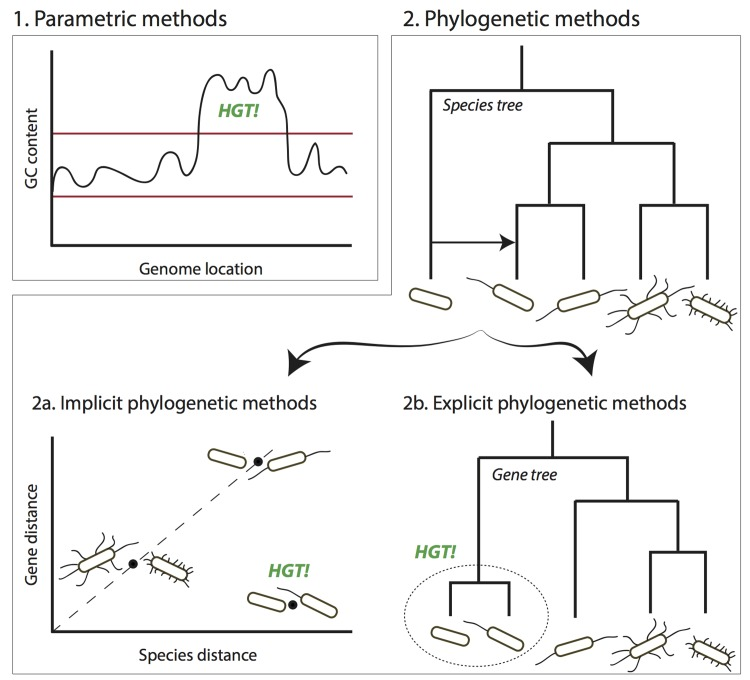 1. Parametric methods
GC content
HGT!
Genome location
2. Phylogenetic methods
Species tree
2a. Implicit phylogenetic methods
Gene distance
HGT!
Species distance
2b. Explicit phylogenetic methods
Gene tree
HGT!